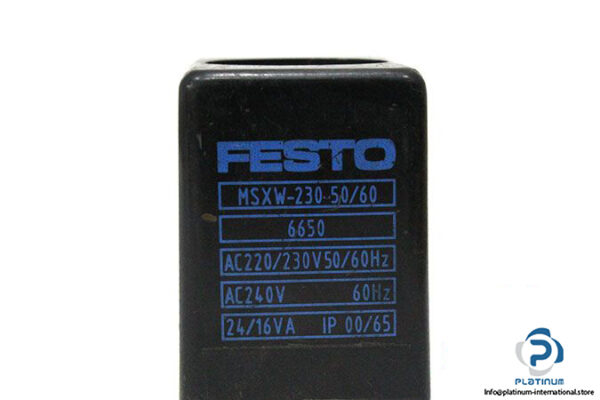 FESTO
MSXW-230-50/60
6650
AC220/230V50/60Hz
AC240V 60Hz
24/16VA IP 00/65
PLATINUM
Info@platinum-international.store